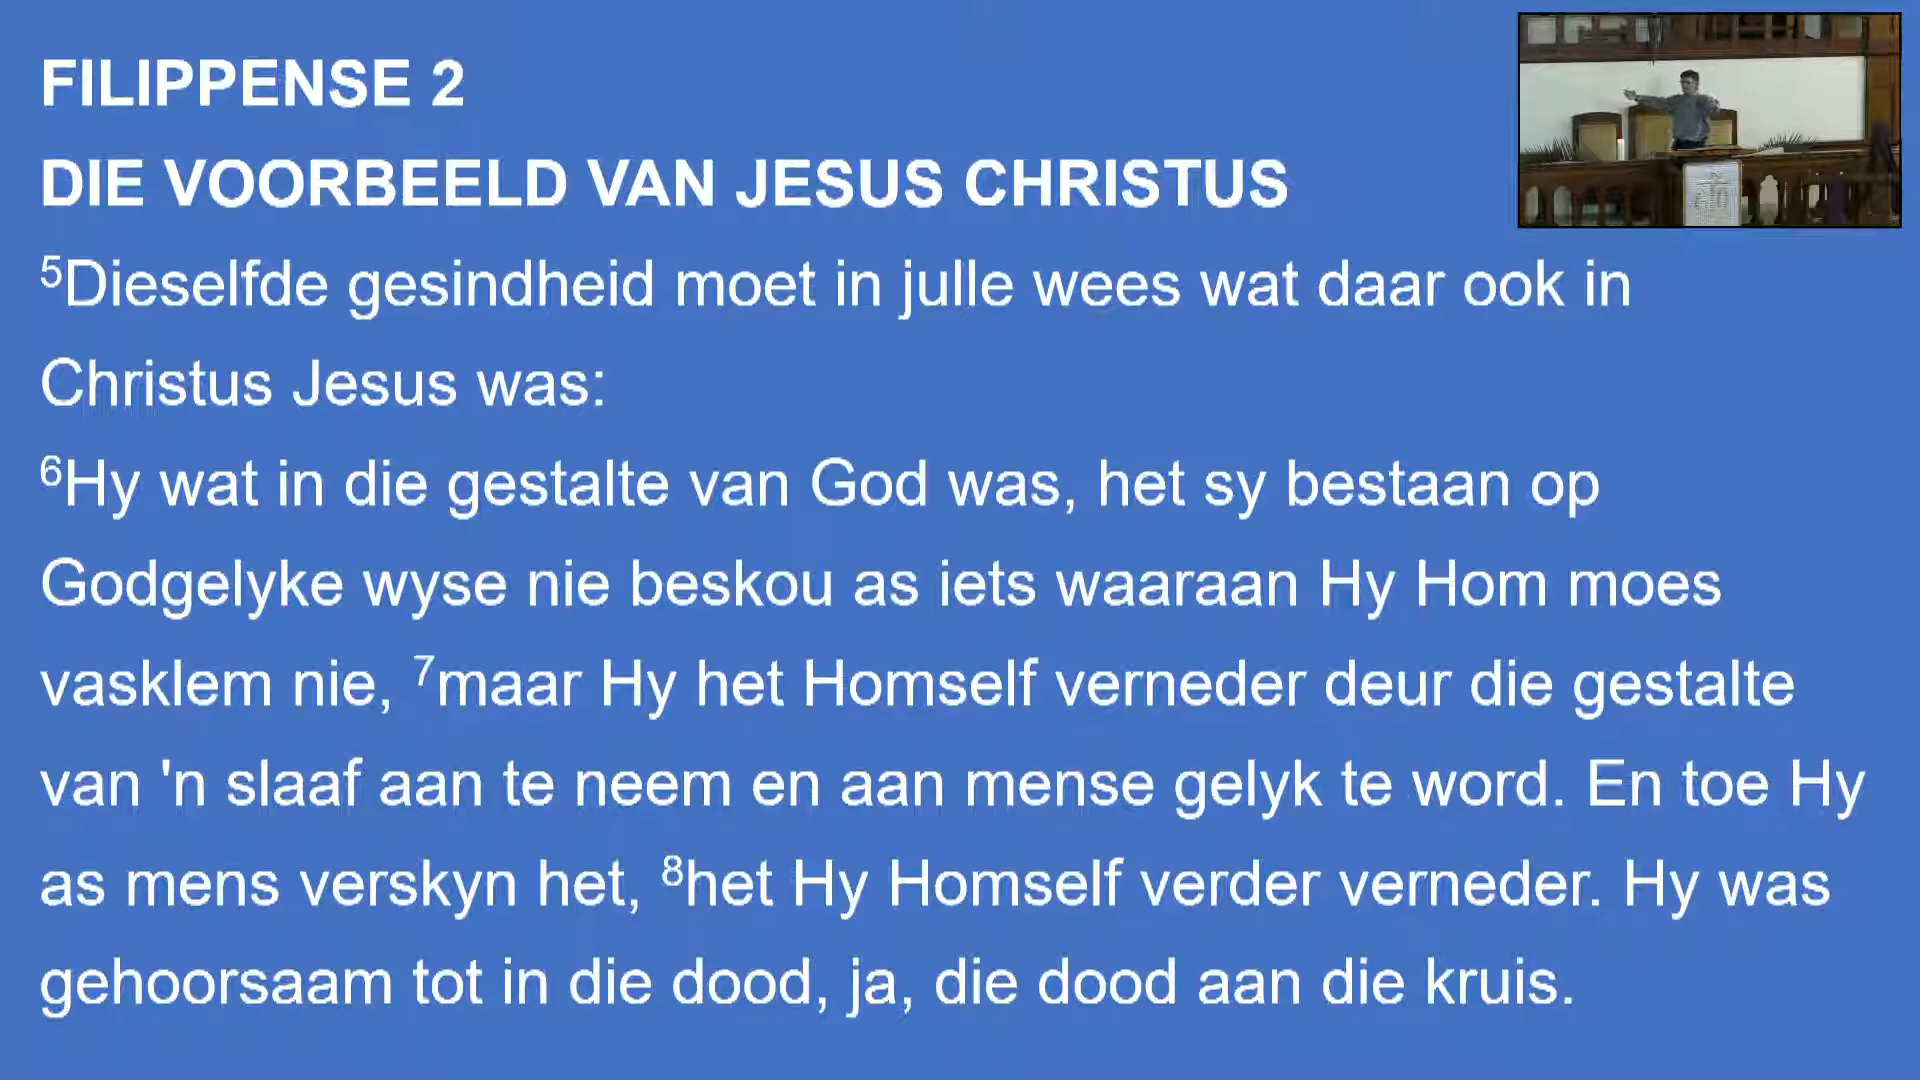 FILIPPENSE 2
DIE VOORBEELD VAN JESUS CHRISTUS
⁵Dieselfde gesindheid moet in julle wees wat daar ook in
Christus Jesus was:
⁶Hy wat in die gestalte van God was, het sy bestaan op
Godgelyke wyse nie beskou as iets waaraan Hy Hom moes
vasklem nie, ⁷maar Hy het Homself verneder deur die gestalte
van 'n slaaf aan te neem en aan mense gelyk te word. En toe Hy
as mens verskyn het, ⁸het Hy Homself verder verneder. Hy was
gehoorsaam tot in die dood, ja, die dood aan die kruis.